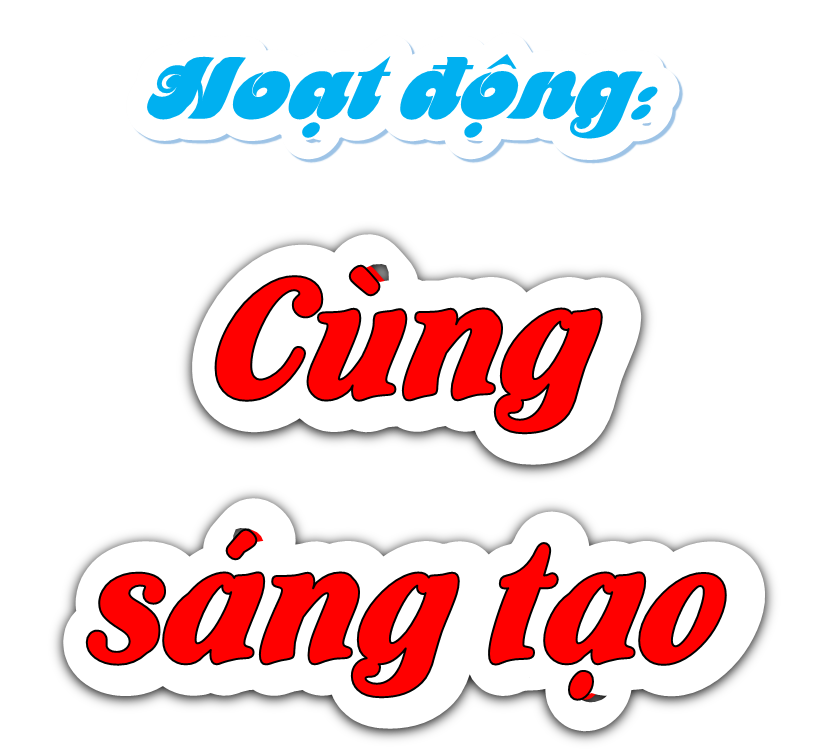 Hoạt động:
Cùng
sáng tạo